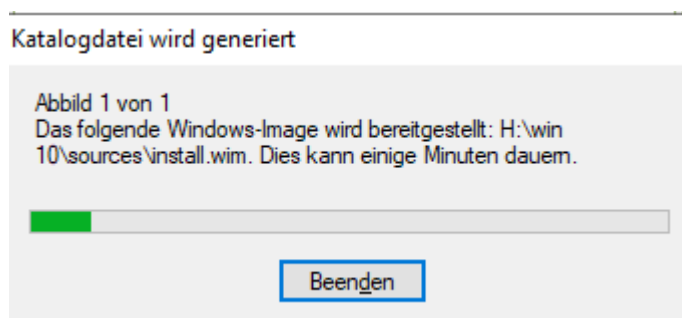 Katalogdatei wird generiert
Abbild 1 von 1
Das folgende Windows-Image wird bereitgestellt: H:\win
10\sources\install.wim. Dies kann einige Minuten dauern.
Beenden